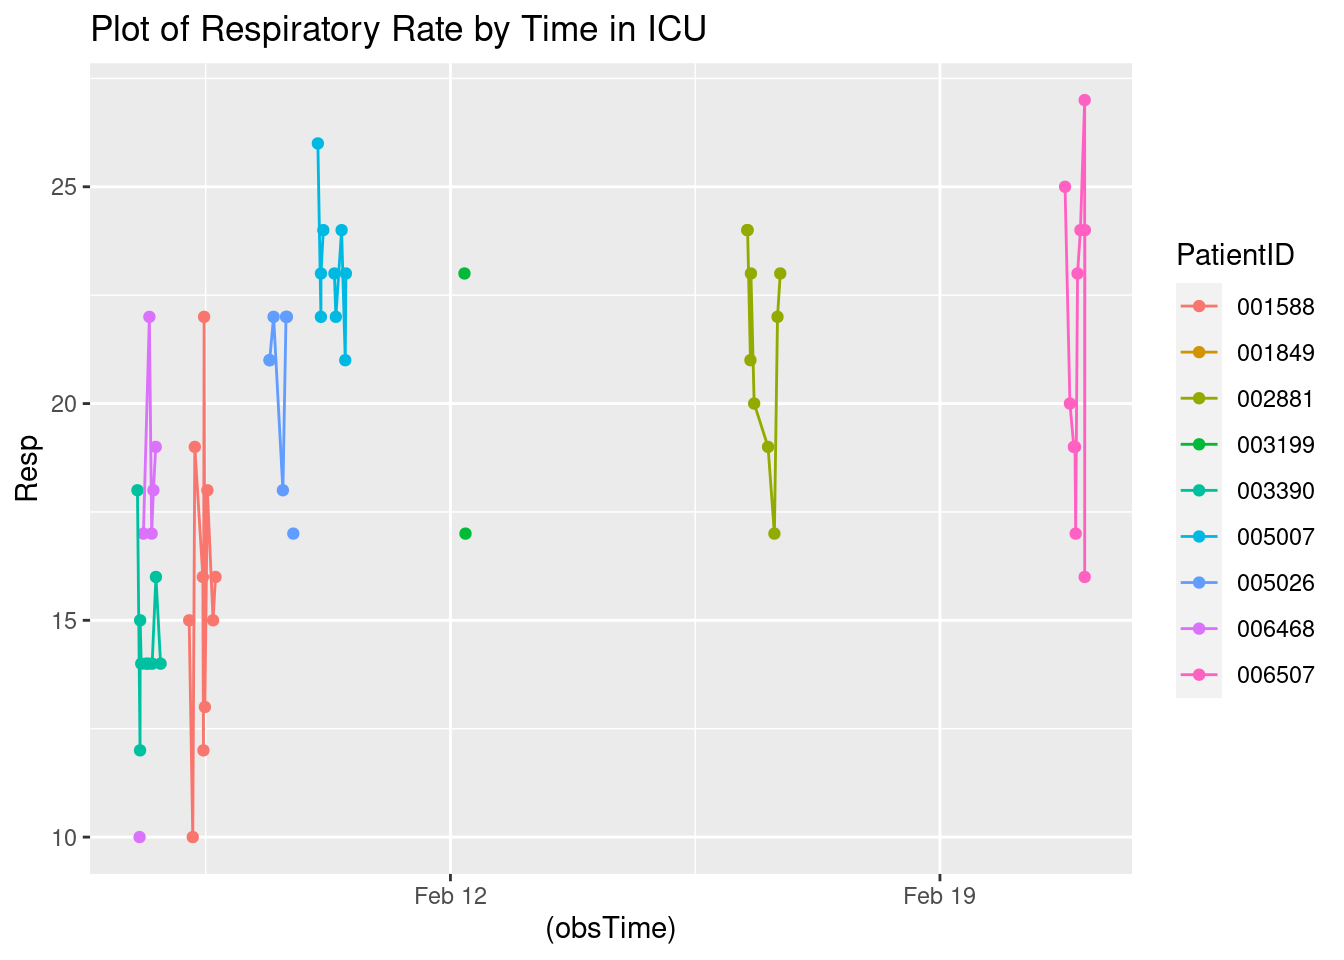 Plot of Respiratory Rate by Time in ICU
Resp
25
20
15
10
Feb 12
Feb 19
(obsTime)
PatientID
001588
001849
002881
003199
003390
005007
005026
006468
006507